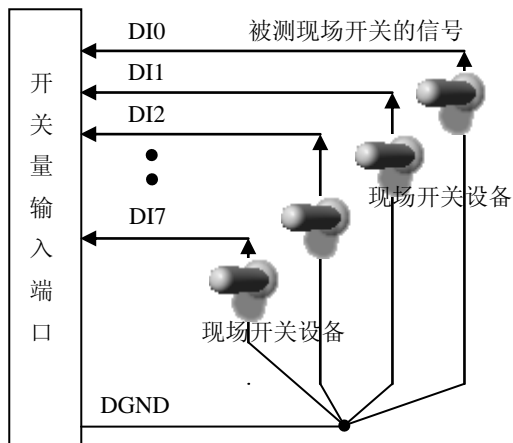 DI0 被测现场开关的信号
DI1
DI2
DI7
开关量输入端口
现场开关设备
现场开关设备
DGND